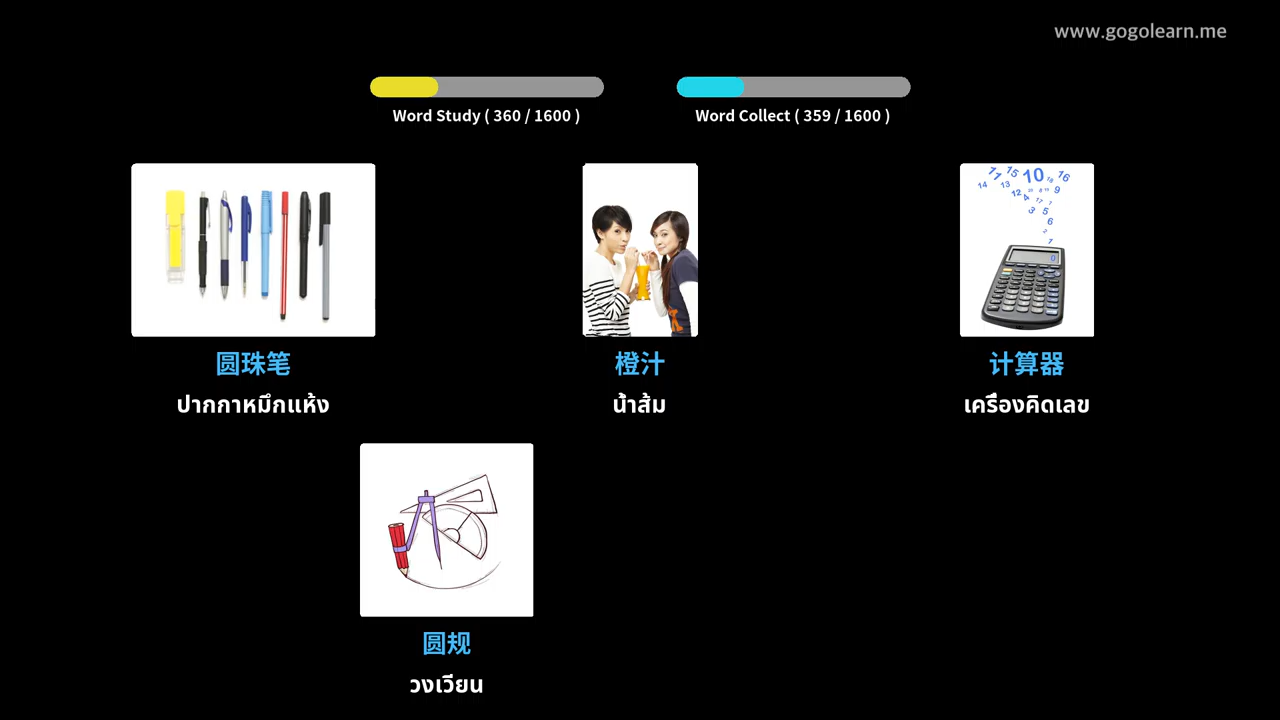 www.gogolearn.me
Word Study ( 360 / 1600 )
Word Collect ( 359 / 1600 )
圆珠笔
ปากกาหมึกแห้ง
橙汁
น้ำส้ม
计算器
เครื่องคิดเลข
圆规
วงเวียน